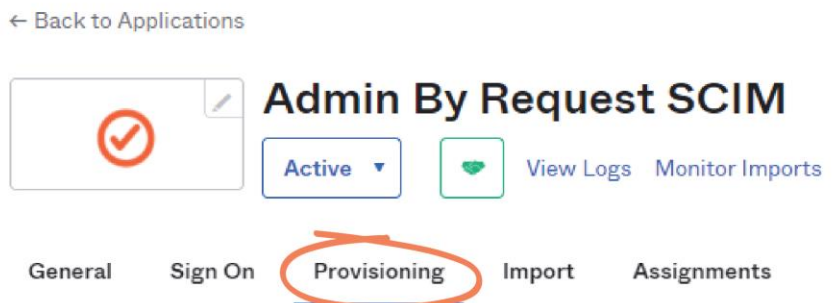 ← Back to Applications
Admin By Request SCIM
Active ▼ View Logs Monitor Imports
General Sign On Provisioning Import Assignments